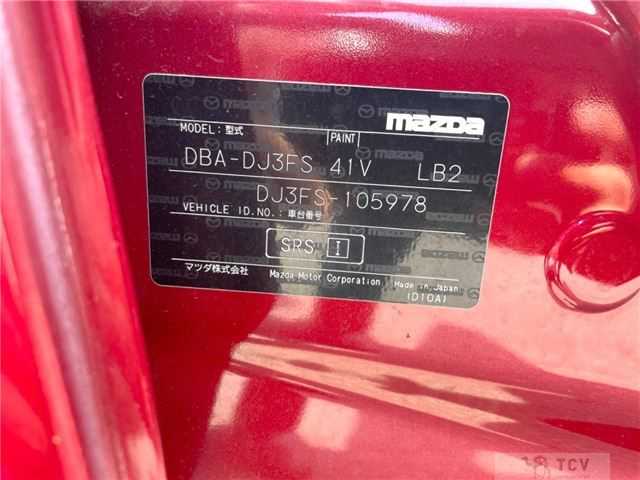 mazda
MODEL: 型式
PAINT
DBA-DJ3FS 41V LB2
DJ3FS-105978
VEHICLE ID.NO.: 車台番号
SRS I
マツダ株式会社 Mazda Motor Corporation Made in Japan
(D10A)
TCV